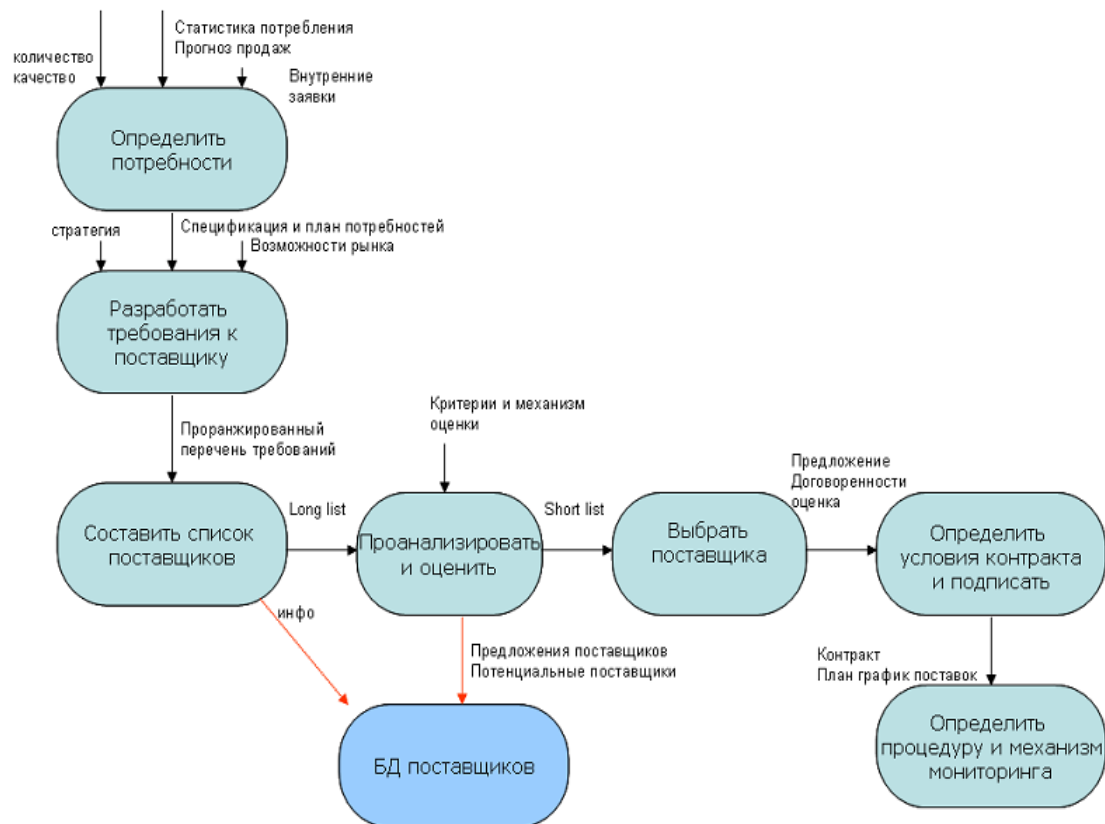 Статистика потребления
Прогноз продаж
количество
качество
Внутренние
заявки
Определить
потребности
стратегия
Спецификация и план потребностей
Возможности рынка
Разработать
требования к
поставщику
Проранжированный
перечень требований
Критерии и механизм
оценки
Предложение
Договоренности
оценка
Составить список
поставщиков
Long list
Проанализировать
и оценить
Short list
Выбрать
поставщика
Определить
условия контракта
и подписать
инфо
Предложения поставщиков
Потенциальные поставщики
Контракт
План график поставок
БД поставщиков
Определить
процедуру и механизм
мониторинга